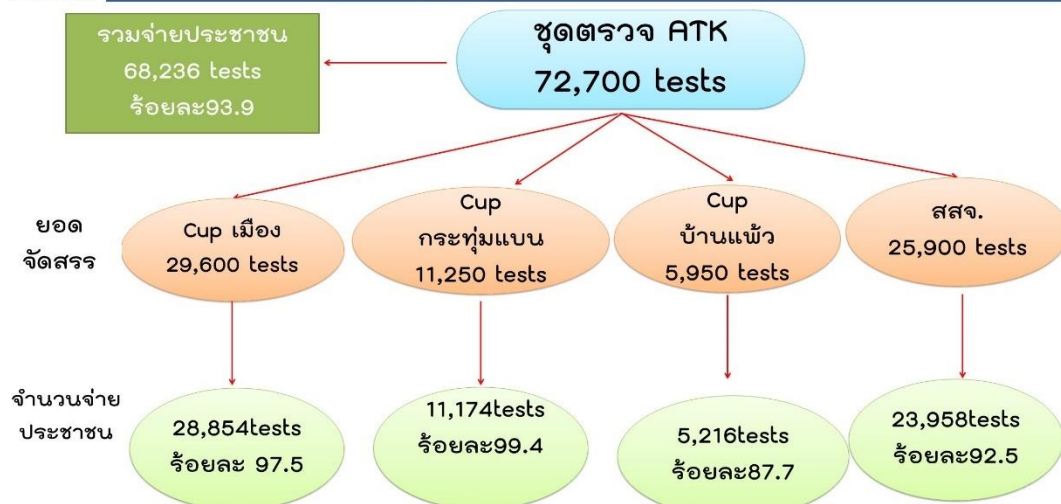 รวมจ่ายประชาชน
68,236 tests
ร้อยละ93.9
ชุดตรวจ ATK
72,700 tests
ยอด
จัดสรร
Cup เมือง
29,600 tests
Cup
กระทุ่มแบน
11,250 tests
Cup
บ้านแพ้ว
5,950 tests
สสจ.
25,900 tests
จำนวนจ่าย
ประชาชน
28,854tests
ร้อยละ 97.5
11,174tests
ร้อยละ99.4
5,216tests
ร้อยละ87.7
23,958tests
ร้อยละ92.5